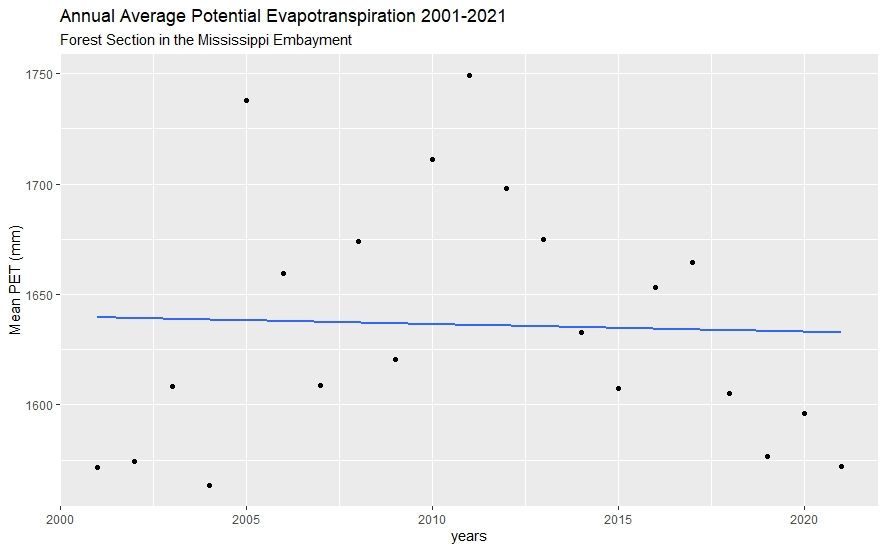 Annual Average Potential Evapotranspiration 2001-2021
Forest Section in the Mississippi Embayment
Mean PET (mm)
1750
1700
1650
1600
2000 2005 2010 2015 2020
years